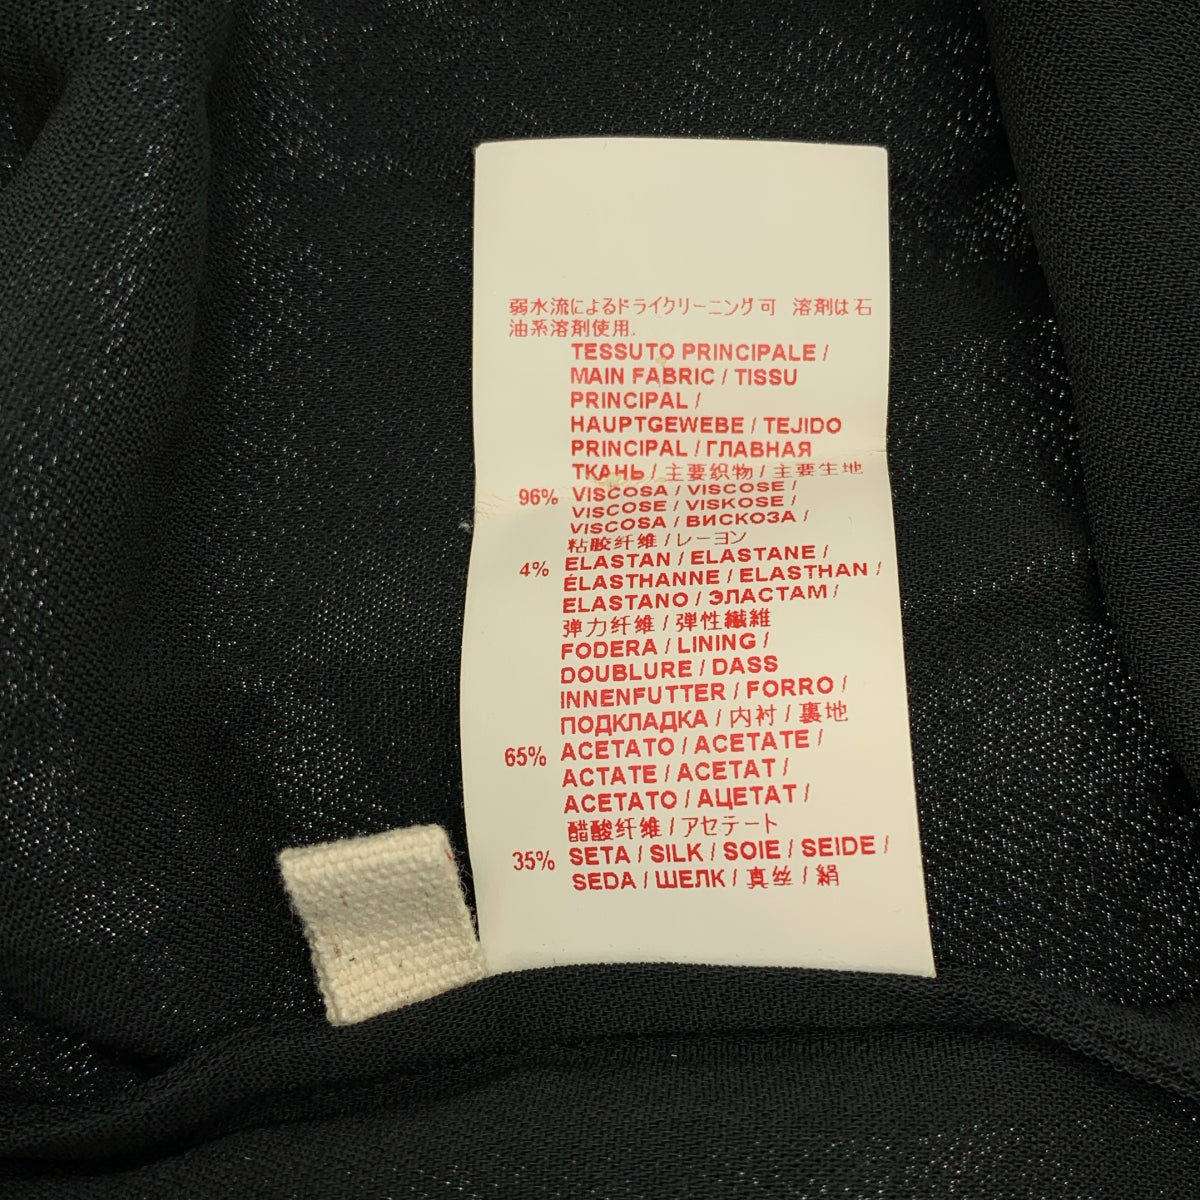 弱水流によるドライクリーニング可 溶剤は石
油系溶剤使用.
TESSUTO PRINCIPALE /
MAIN FABRIC / TISSU
PRINCIPAL /
HAUPTGEWEBE / TEJIDO
PRINCIPAL / ГЛАВНАЯ
ТКАНЬ / 主要织物 / 主要生地
96% VISCOSA / VISCOSE /
VISCOSE / VISKOSE /
VISCOSA / ВИСКОЗА /
粘胶纤维 / レーヨン
4% ELASTAN / ELASTANE /
ÉLASTHANNE / ELASTHAN /
ELASTANO / ЭЛАСТАМ /
弹力纤维 / 弾性繊維
FODERA / LINING /
DOUBLURE / DASS
INNENFUTTER / FORRO /
ПОДКЛАДКА / 内衬 / 裏地
65% ACETATO / ACETATE /
ACTATE / ACETAT /
ACETATO / АЦЕТАТ /
醋酸纤维 / アセテート
35% SETA / SILK / SOIE / SEIDE /
SEDA / ШЕЛК / 真丝 / 絹